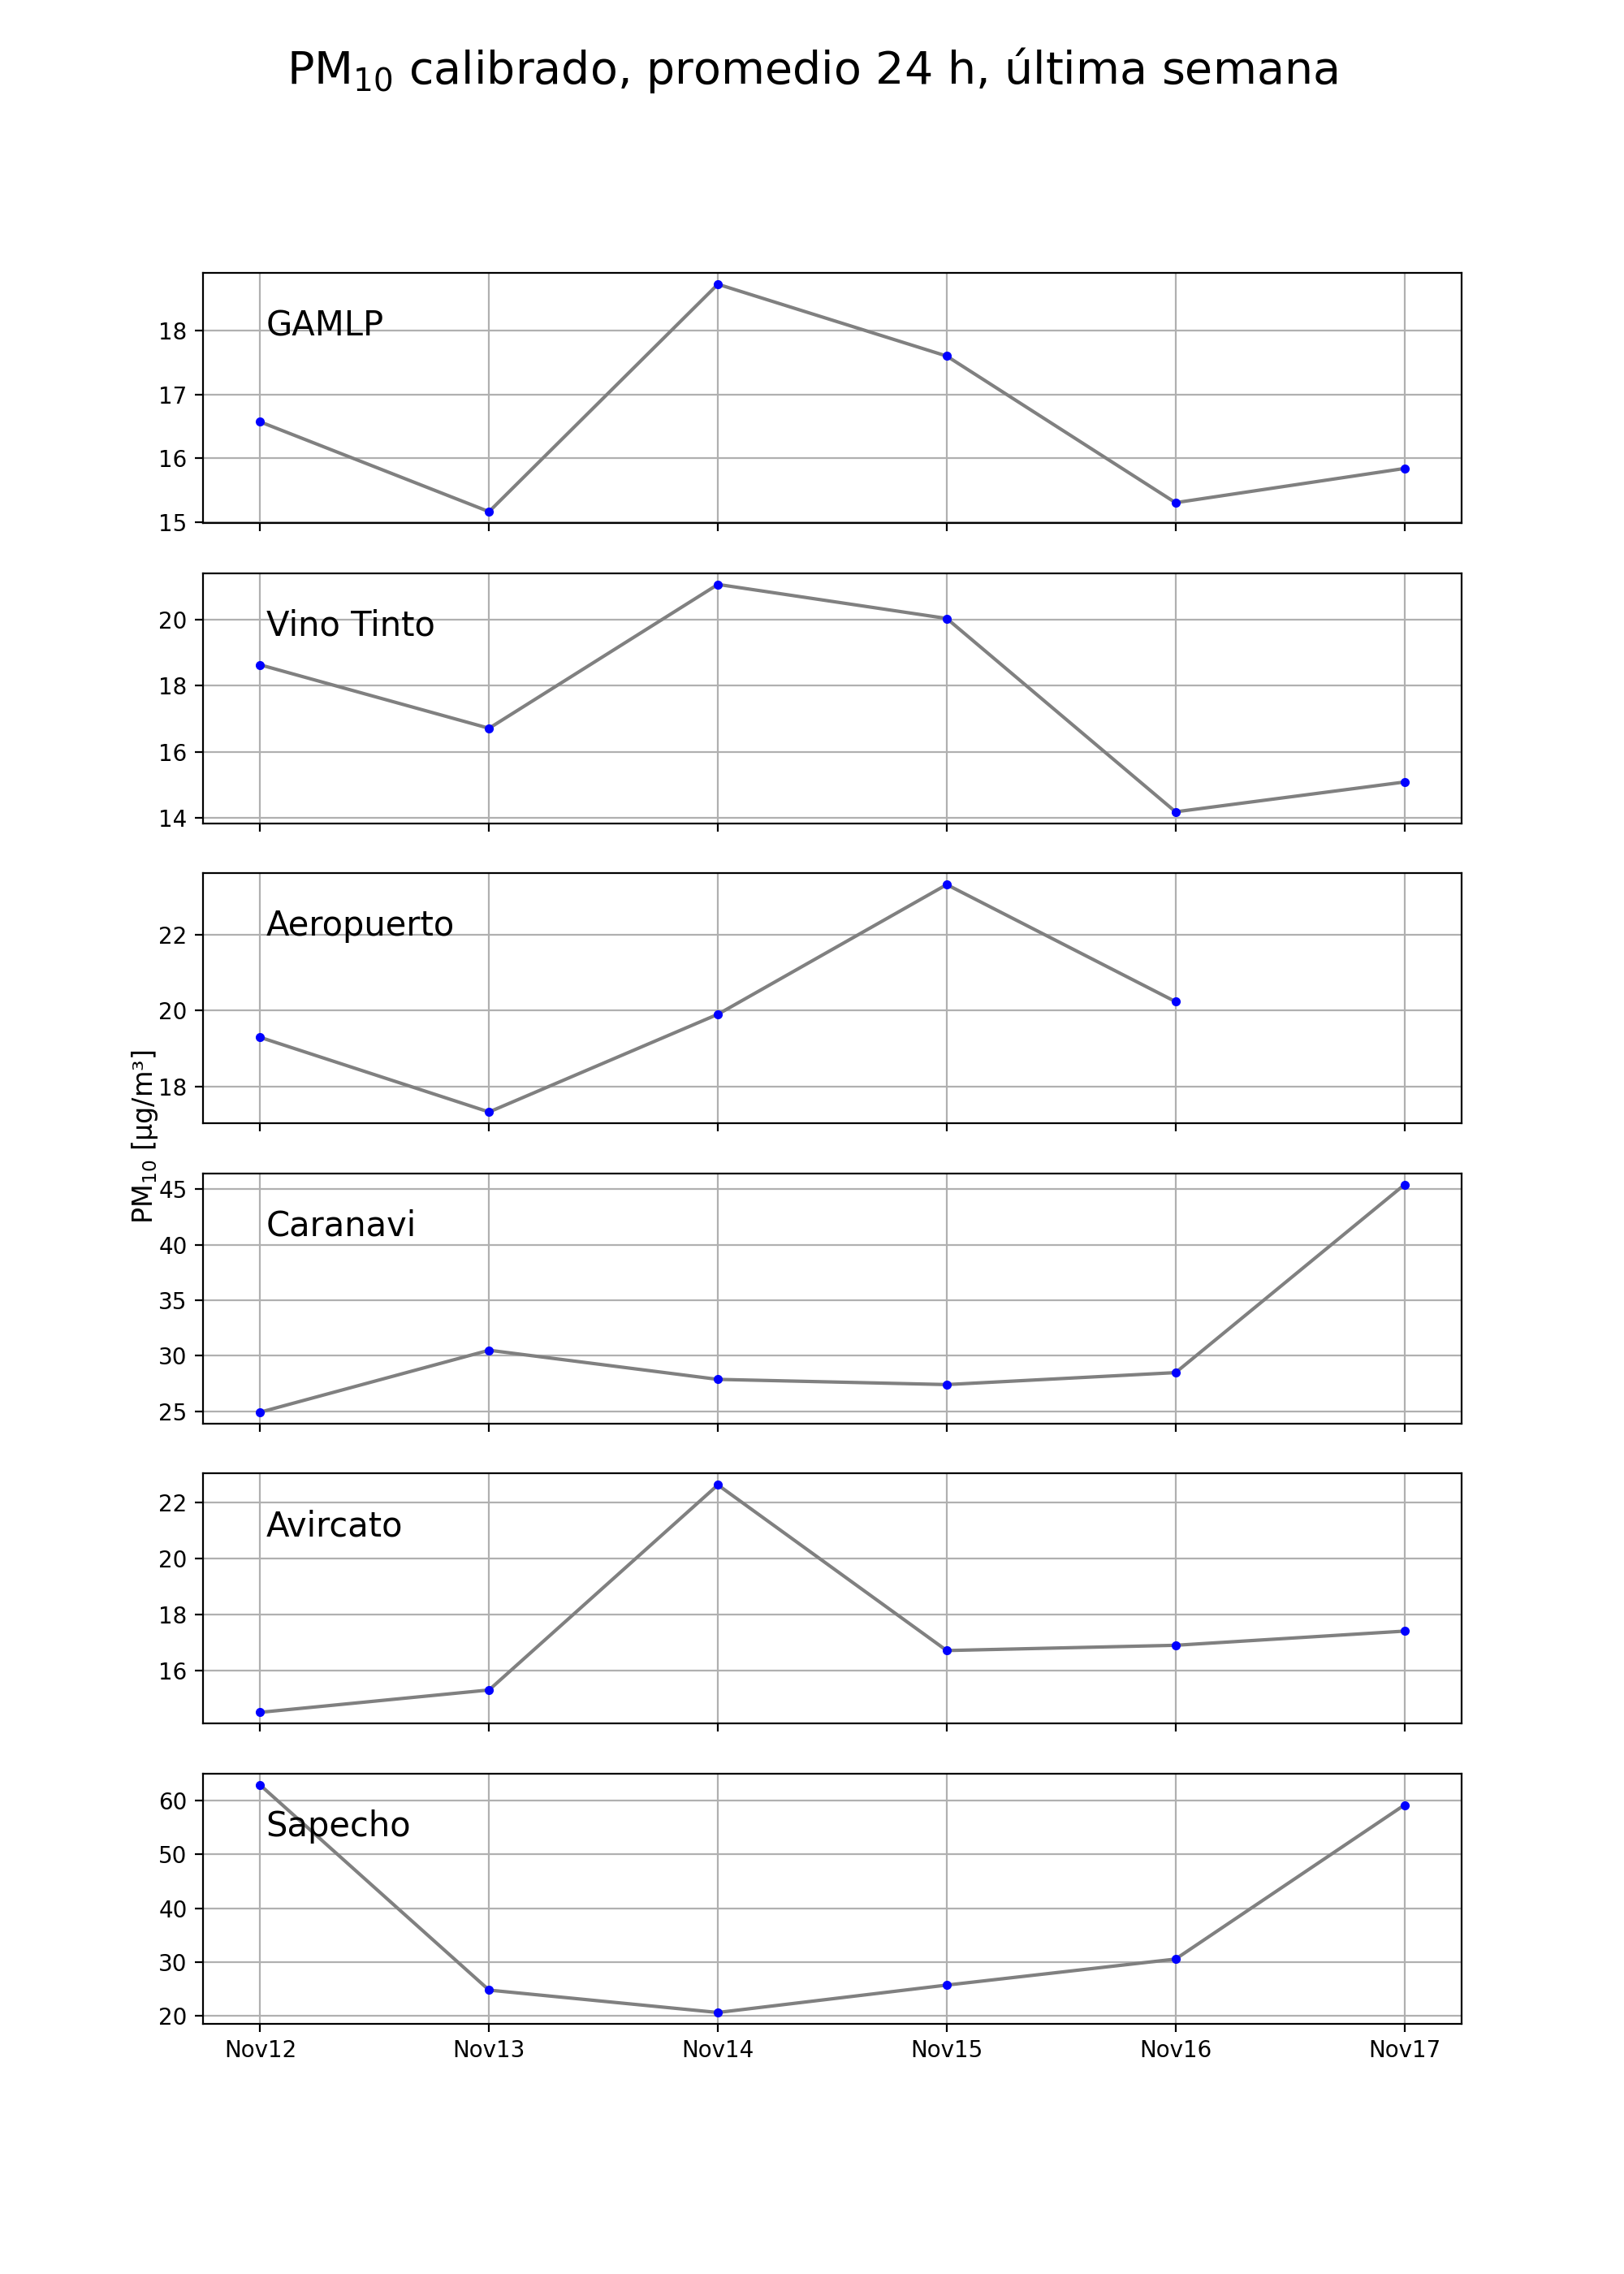 PM₁₀ calibrado, promedio 24 h, última semana
GAMLP
18
17
16
15
Vino Tinto
20
18
16
14
Aeropuerto
22
20
18
PM₁₀ [µg/m³]
Caranavi
45
40
35
30
25
Avircato
22
20
18
16
Sapecho
60
50
40
30
20
Nov12 Nov13 Nov14 Nov15 Nov16 Nov17